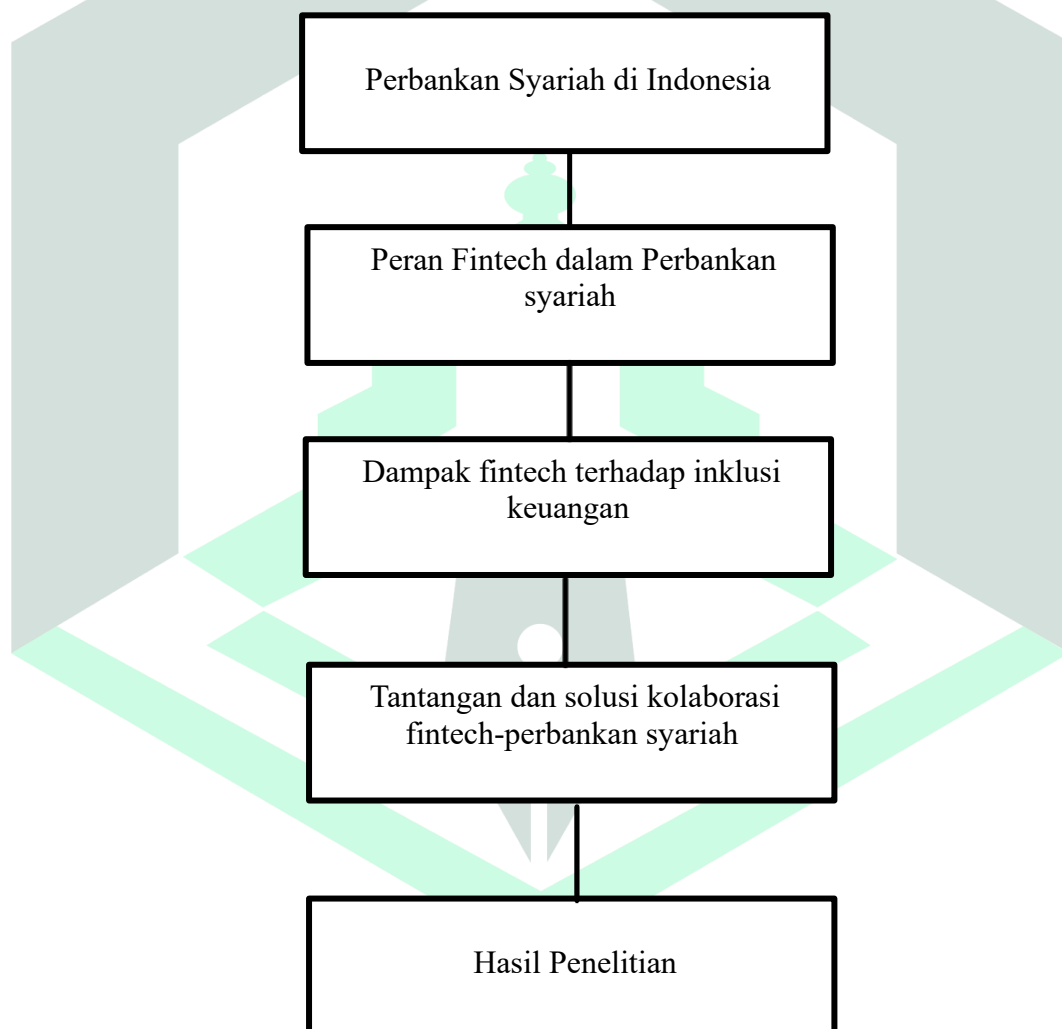 Perbankan Syariah di Indonesia
Peran Fintech dalam Perbankan
syariah
Dampak fintech terhadap inklusi
keuangan
Tantangan dan solusi kolaborasi
fintech-perbankan syariah
Hasil Penelitian